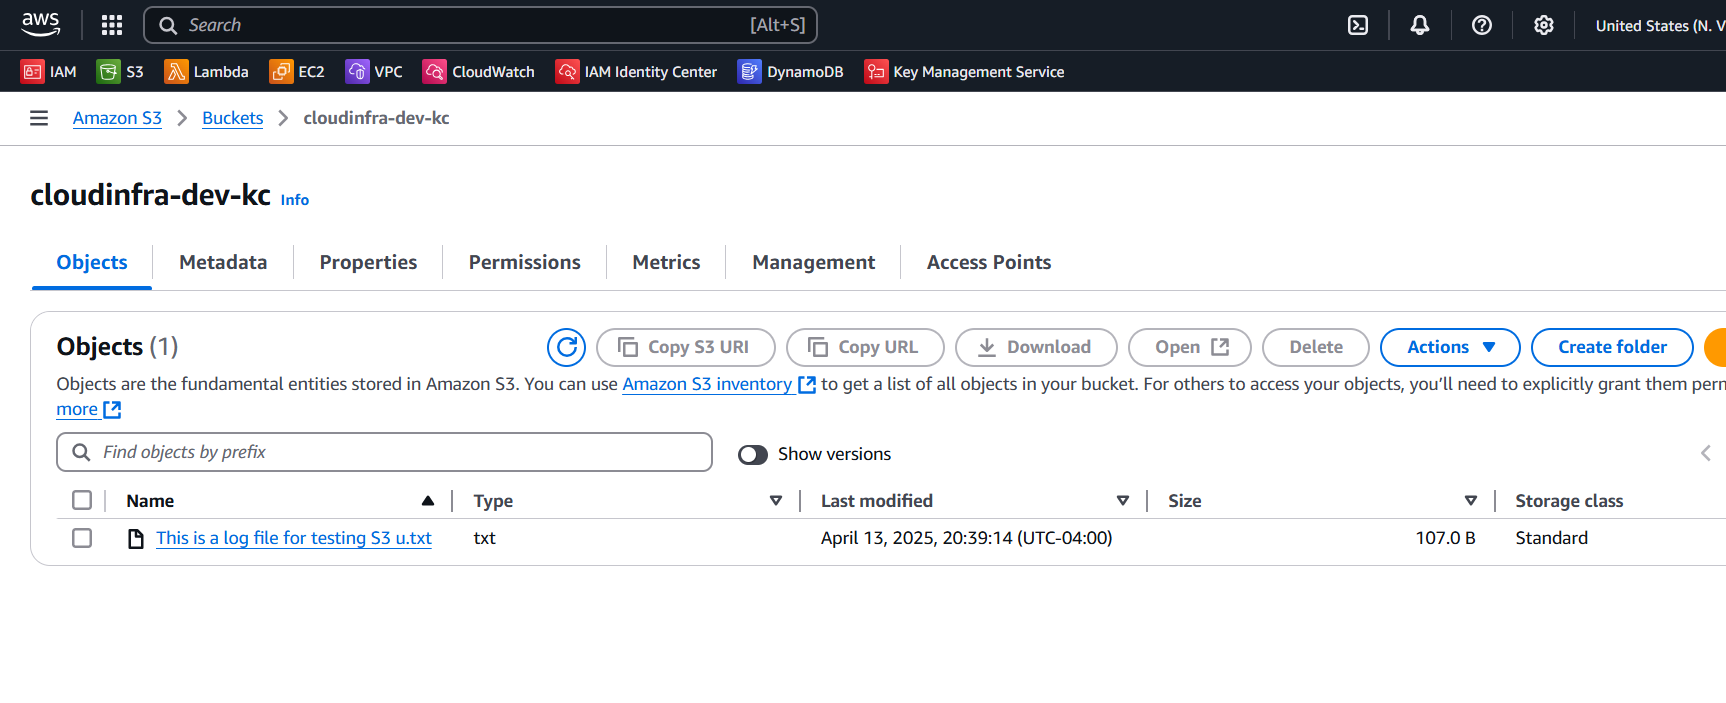 aws Search [Alt+S] United States (N. V
IAM S3 Lambda EC2 VPC CloudWatch IAM Identity Center DynamoDB Key Management Service
Amazon S3 Buckets cloudinfra-dev-kc
cloudinfra-dev-kc Info
Objects Metadata Properties Permissions Metrics Management Access Points
Objects (1) Copy S3 URI Copy URL Download Open Delete Actions Create folder
Objects are the fundamental entities stored in Amazon S3. You can use Amazon S3 inventory to get a list of all objects in your bucket. For others to access your objects, you'll need to explicitly grant them perm
more
Find objects by prefix Show versions
Name Type Last modified Size Storage class
This is a log file for testing S3 u.txt txt April 13, 2025, 20:39:14 (UTC-04:00) 107.0 B Standard